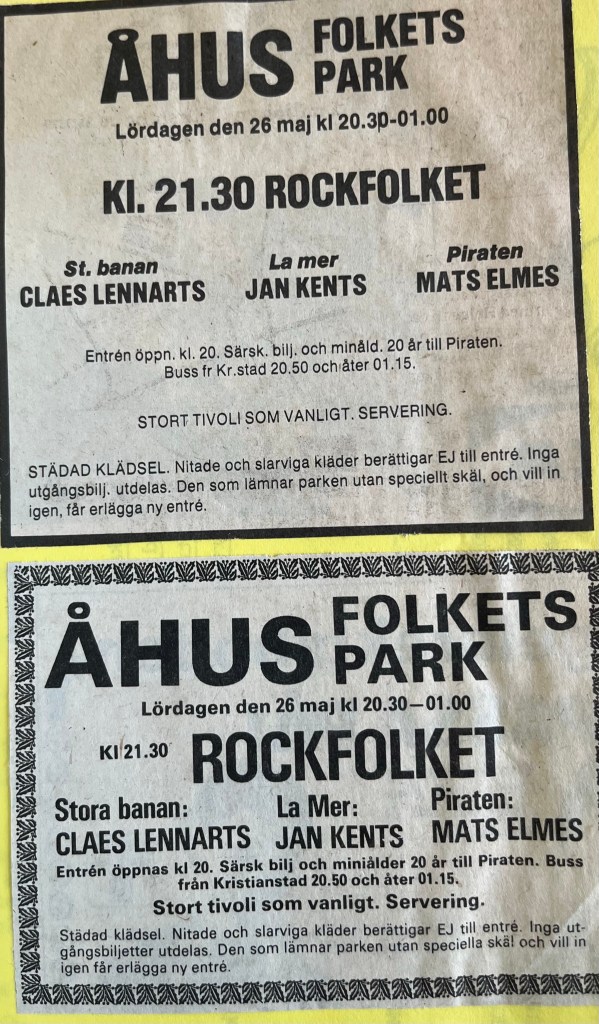 ÅHUS FOLKETS PARK
Lördagen den 26 maj kl 20.30-01.00
Kl. 21.30 ROCKFOLKET
St. banan
CLAES LENNARTS
La mer
JAN KENTS
Piraten
MATS ELMES
Entrén öppn. kl. 20. Särsk. bilj. och minåld. 20 år till Piraten.
Buss fr Kr.stad 20.50 och åter 01.15.
STORT TIVOLI SOM VANLIGT. SERVERING.
STÄDAD KLÄDSEL. Nitade och slarviga kläder berättigar EJ till entré. Inga
utgångsbilj. utdelas. Den som lämnar parken utan speciellt skäl, och vill in
igen, får erlägga ny entré.
ÅHUS FOLKETS PARK
Lördagen den 26 maj kl 20.30—01.00
Kl 21.30 ROCKFOLKET
Stora banan:
CLAES LENNARTS
La Mer:
JAN KENTS
Piraten:
MATS ELMES
Entrén öppnas kl 20. Särsk bilj och miniålder 20 år till Piraten. Buss
från Kristianstad 20.50 och åter 01.15.
Stort tivoli som vanligt. Servering.
Städad klädsel. Nitade och slarviga kläder berättigar EJ till entré. Inga ut-
gångsbiljetter utdelas. Den som lämnar parken utan speciella skäl och vill in
igen får erlägga ny entré.